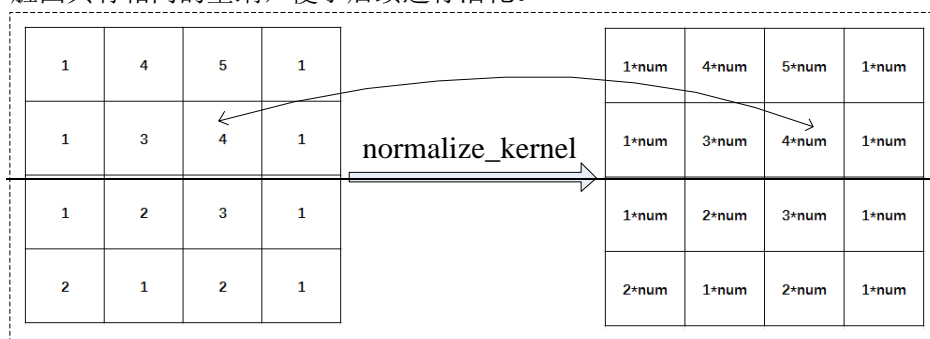 1 4 5 1
1 3 4 1
1 2 3 1
2 1 2 1
normalize_kernel
1*num 4*num 5*num 1*num
1*num 3*num 4*num 1*num
1*num 2*num 3*num 1*num
2*num 1*num 2*num 1*num